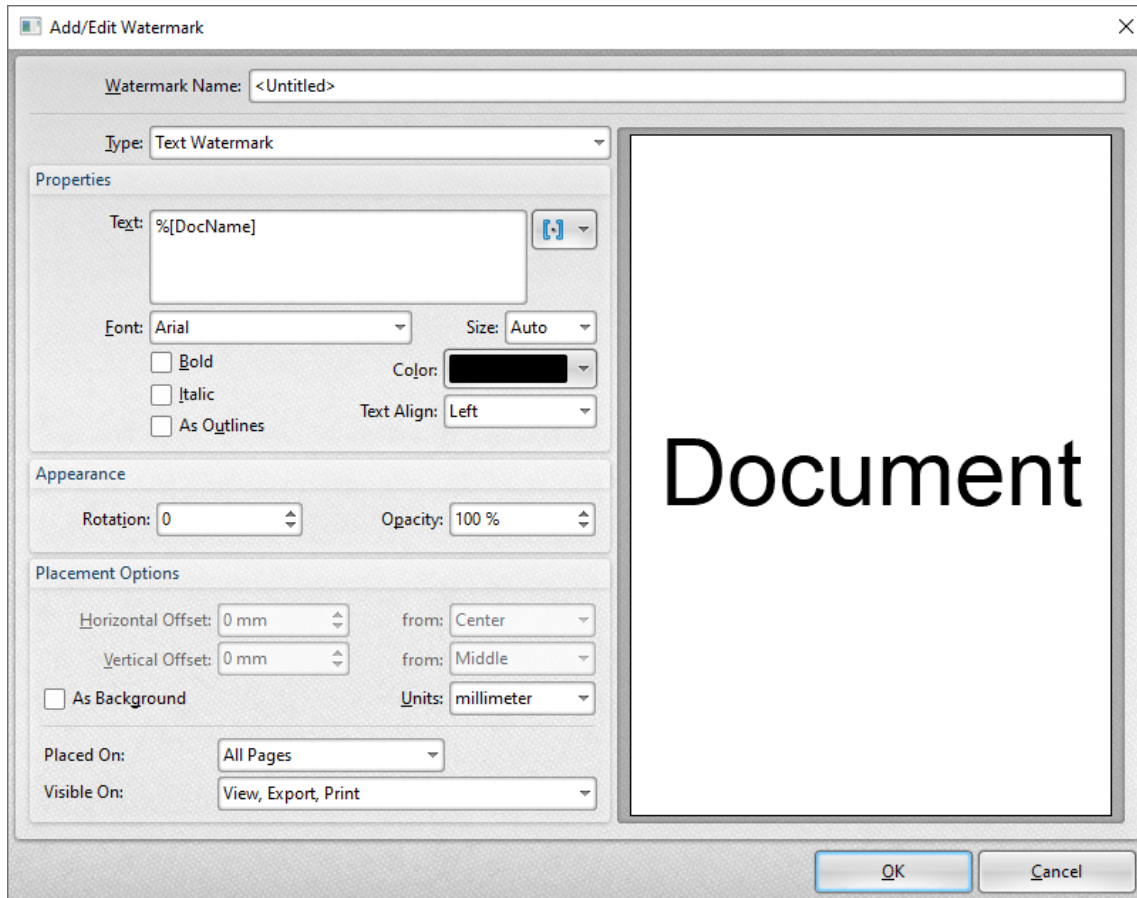 Add/Edit Watermark
Watermark Name: <Untitled>
Type: Text Watermark
Properties
Text: %[DocName]
Font: Arial Size: Auto
Bold
Color:
Italic
Text Align: Left
As Outlines
Appearance
Rotation: 0 Opacity: 100 %
Placement Options
Horizontal Offset: 0 mm from: Center
Vertical Offset: 0 mm from: Middle
As Background Units: millimeter
Placed On: All Pages
Visible On: View, Export, Print
Document
OK Cancel